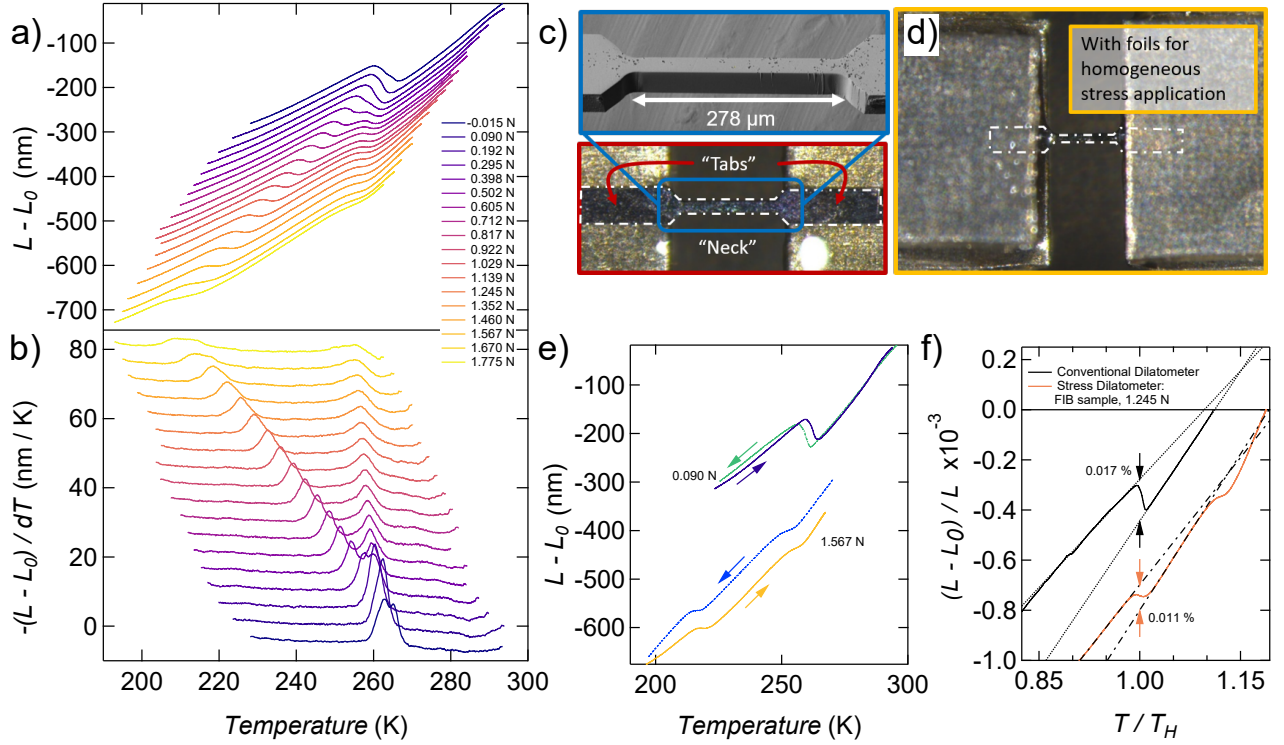 a)
-100
-200
-300
-400
-500
-600
-700
L - L0 (nm)
-0.015 N
0.090 N
0.192 N
0.295 N
0.398 N
0.502 N
0.605 N
0.712 N
0.817 N
0.922 N
1.029 N
1.139 N
1.245 N
1.352 N
1.460 N
1.567 N
1.670 N
1.775 N
b)
80
60
40
20
0
-(L - L0) / dT (nm / K)
200
220
240
260
280
300
Temperature (K)
c)
278 µm
“Tabs”
“Neck”
d)
With foils for
homogeneous
stress application
e)
-100
-200
-300
-400
-500
-600
L - L0 (nm)
0.090 N
1.567 N
200
250
300
Temperature (K)
f)
0.2
0.0
-0.2
-0.4
-0.6
-0.8
-1.0
(L - L0) / L x10-3
Conventional Dilatometer
Stress Dilatometer:
FIB sample, 1.245 N
0.017 %
0.011 %
0.85
1.00
1.15
T / TH